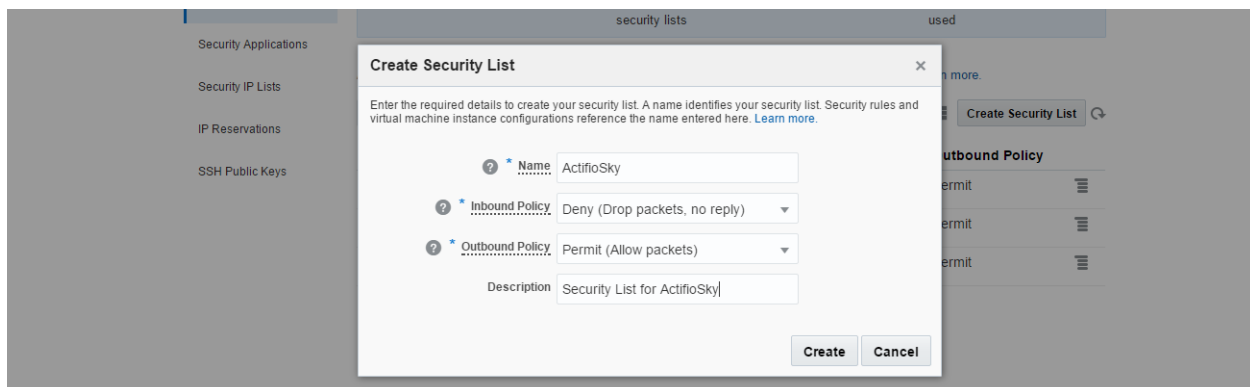 security lists used
Security Applications
Create Security List ×
Security IP Lists
more.
Enter the required details to create your security list. A name identifies your security list. Security rules and
virtual machine instance configurations reference the name entered here. Learn more.
Create Security List
IP Reservations
utbound Policy
* Name ActifioSky
SSH Public Keys
ermit
* Inbound Policy Deny (Drop packets, no reply)
ermit
* Outbound Policy Permit (Allow packets)
ermit
Description Security List for ActifioSky
Create Cancel